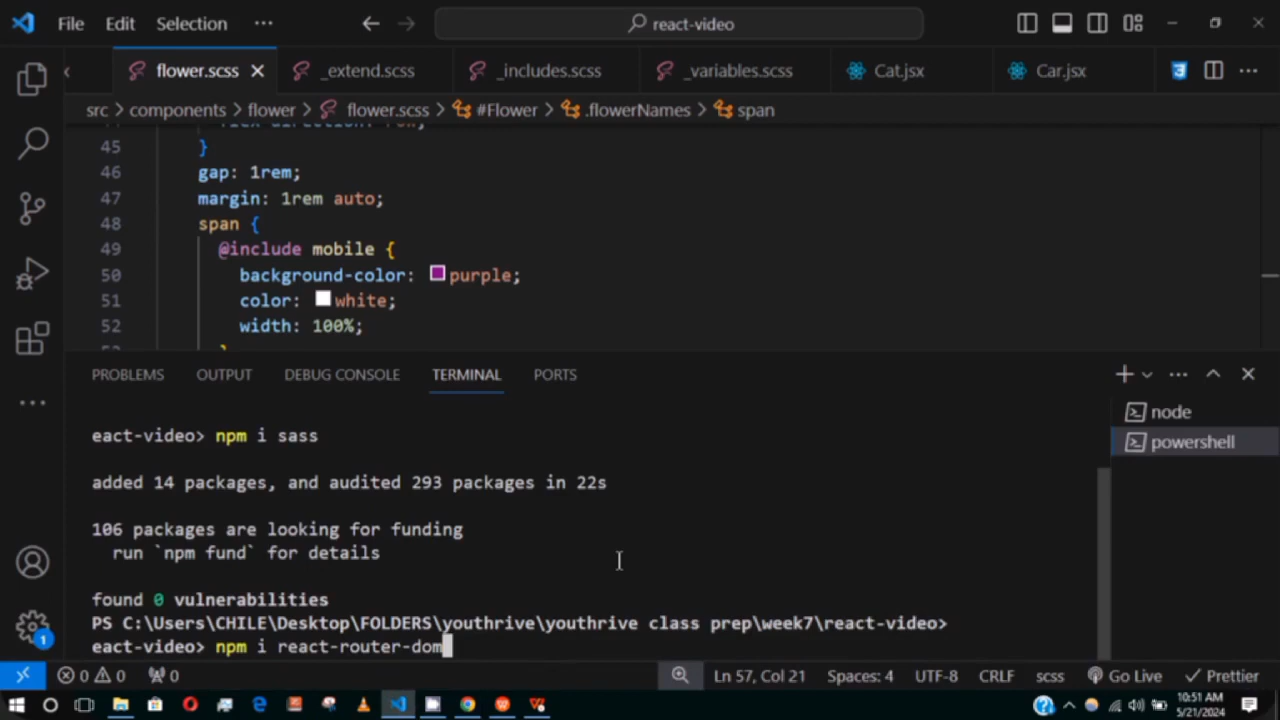 File Edit Selection ··· react-video
flower.scss _extend.scss _includes.scss _variables.scss Cat.jsx Car.jsx
src > components > flower > flower.scss > #Flower > .flowerNames > span
45 }
46 gap: 1rem;
47 margin: 1rem auto;
48 span {
49 @include mobile {
50 background-color: purple;
51 color: white;
52 width: 100%;
PROBLEMS OUTPUT DEBUG CONSOLE TERMINAL PORTS
node
powershell
eact-video> npm i sass
added 14 packages, and audited 293 packages in 22s
106 packages are looking for funding
run `npm fund` for details
found 0 vulnerabilities
PS C:\Users\CHILE\Desktop\FOLDERS\youthrive\youthrive class prep\week7\react-video>
eact-video> npm i react-router-dom
0 0 0 Ln 57, Col 21 Spaces: 4 UTF-8 CRLF scss Go Live Prettier
1
10:51 AM
5/21/2024